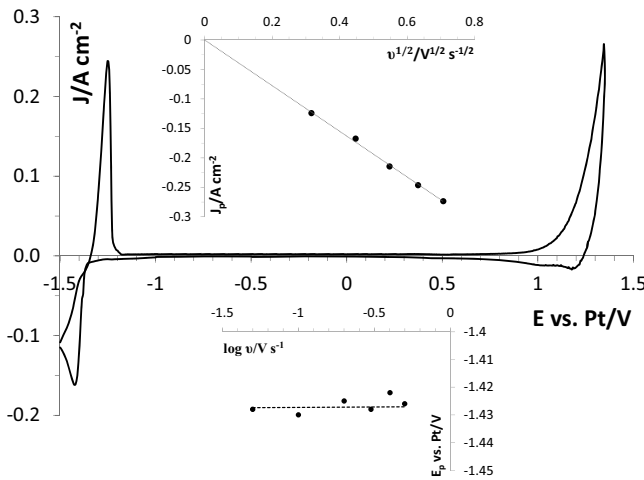 0 0.2 0.4 0.6 0.8
υ1/2/V1/2 s-1/2
0
-0.05
-0.1
-0.15
-0.2
-0.25
-0.3
Jp/A cm-2
J/A cm-2
0.3
0.2
0.1
0.0
-0.1
-0.2
-1.5 -1 -0.5 0 0.5 1 1.5
E vs. Pt/V
-1.5 -1 -0.5
log υ/V s-1
-1.4
-1.41
-1.42
-1.43
-1.44
-1.45
Ep vs. Pt/V